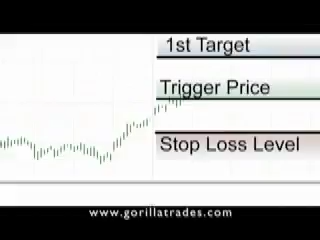 1st Target
Trigger Price
Stop Loss Level
www.gorillatrades.com